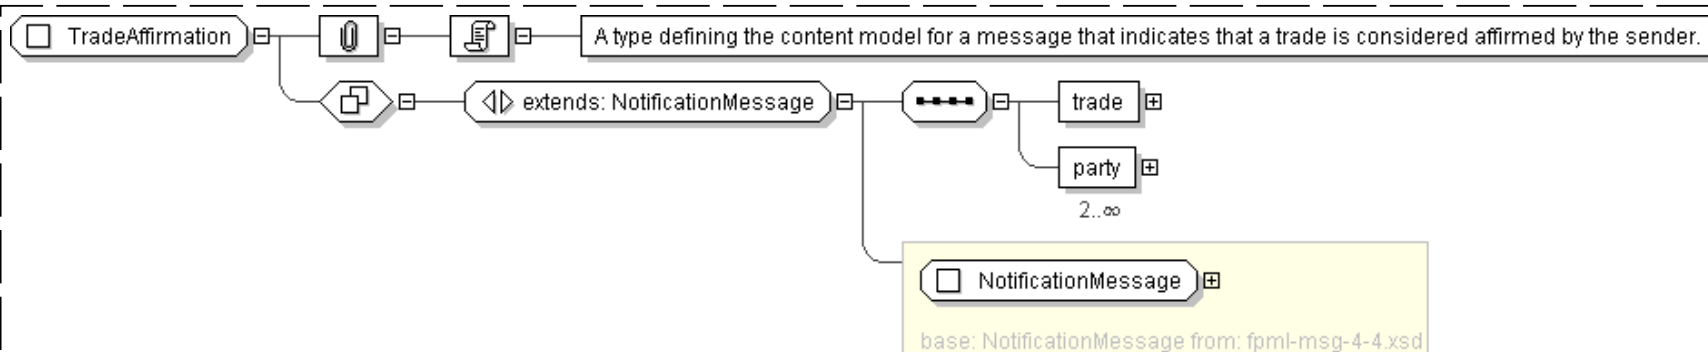 TradeAffirmation
A type defining the content model for a message that indicates that a trade is considered affirmed by the sender.
extends: NotificationMessage
trade
party
2..∞
NotificationMessage
base: NotificationMessage from: fpml-msg-4-4.xsd